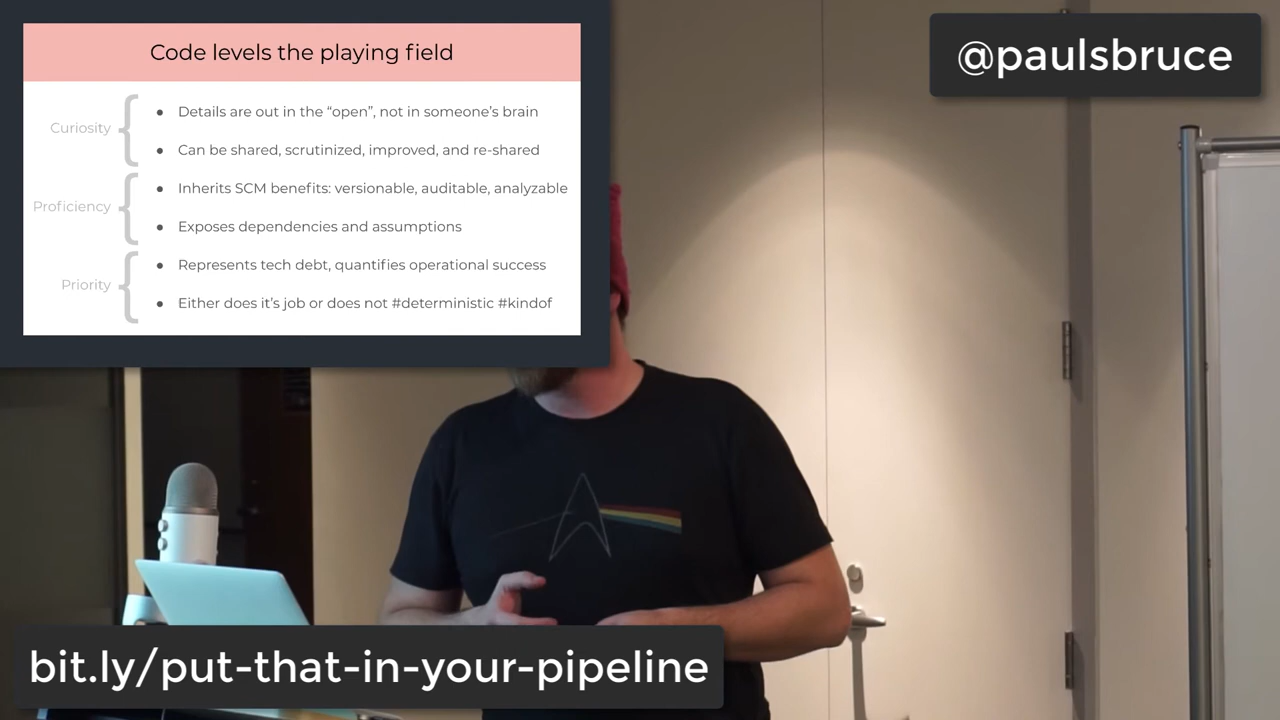 Code levels the playing field
@paulsbruce
Curiosity
● Details are out in the “open”, not in someone’s brain
● Can be shared, scrutinized, improved, and re-shared
Proficiency
● Inherits SCM benefits: versionable, auditable, analyzable
● Exposes dependencies and assumptions
Priority
● Represents tech debt, quantifies operational success
● Either does it’s job or does not #deterministic #kindof
bit.ly/put-that-in-your-pipeline